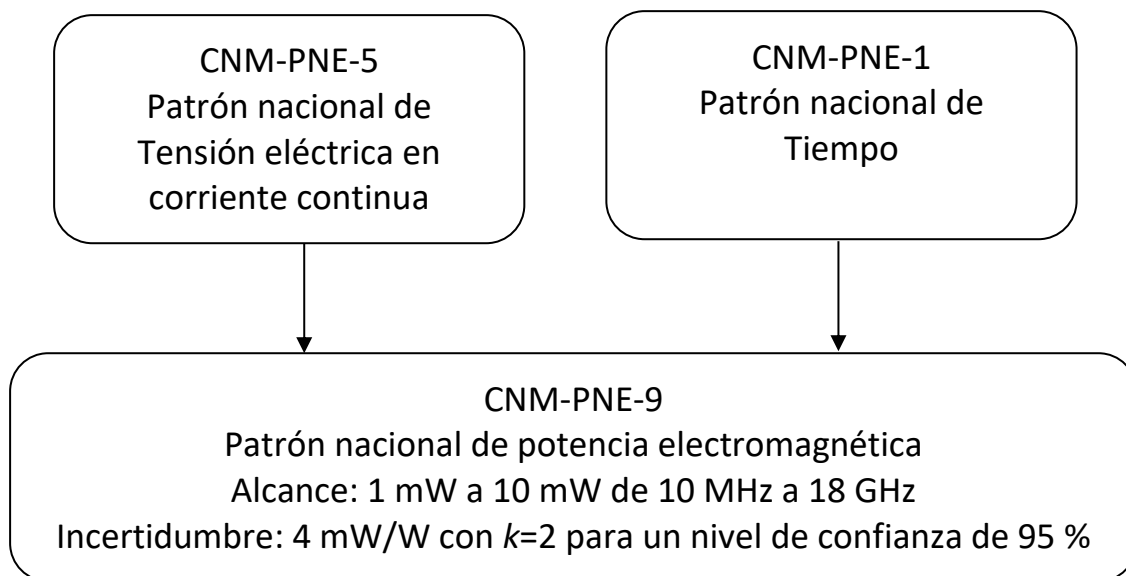 CNM-PNE-5
Patrón nacional de
Tensión eléctrica en
corriente continua
CNM-PNE-1
Patrón nacional de
Tiempo
CNM-PNE-9
Patrón nacional de potencia electromagnética
Alcance: 1 mW a 10 mW de 10 MHz a 18 GHz
Incertidumbre: 4 mW/W con k=2 para un nivel de confianza de 95 %